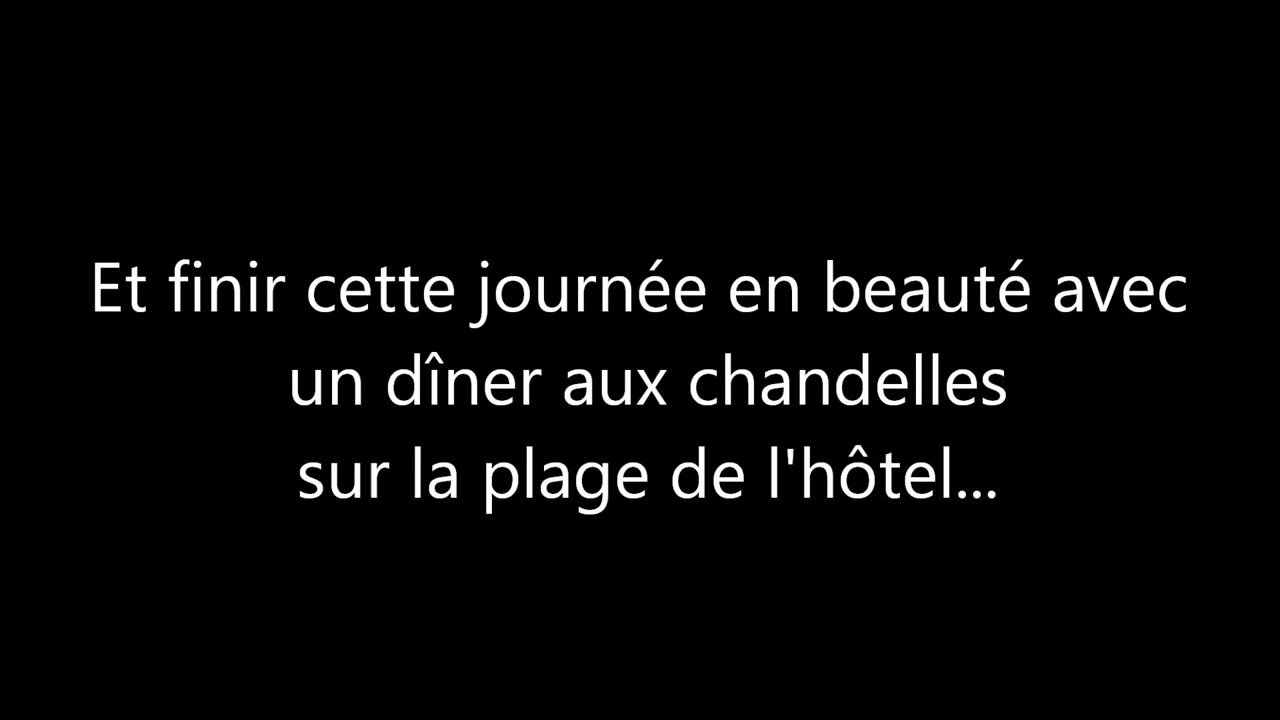 Et finir cette journée en beauté avec
un dîner aux chandelles
sur la plage de l'hôtel...